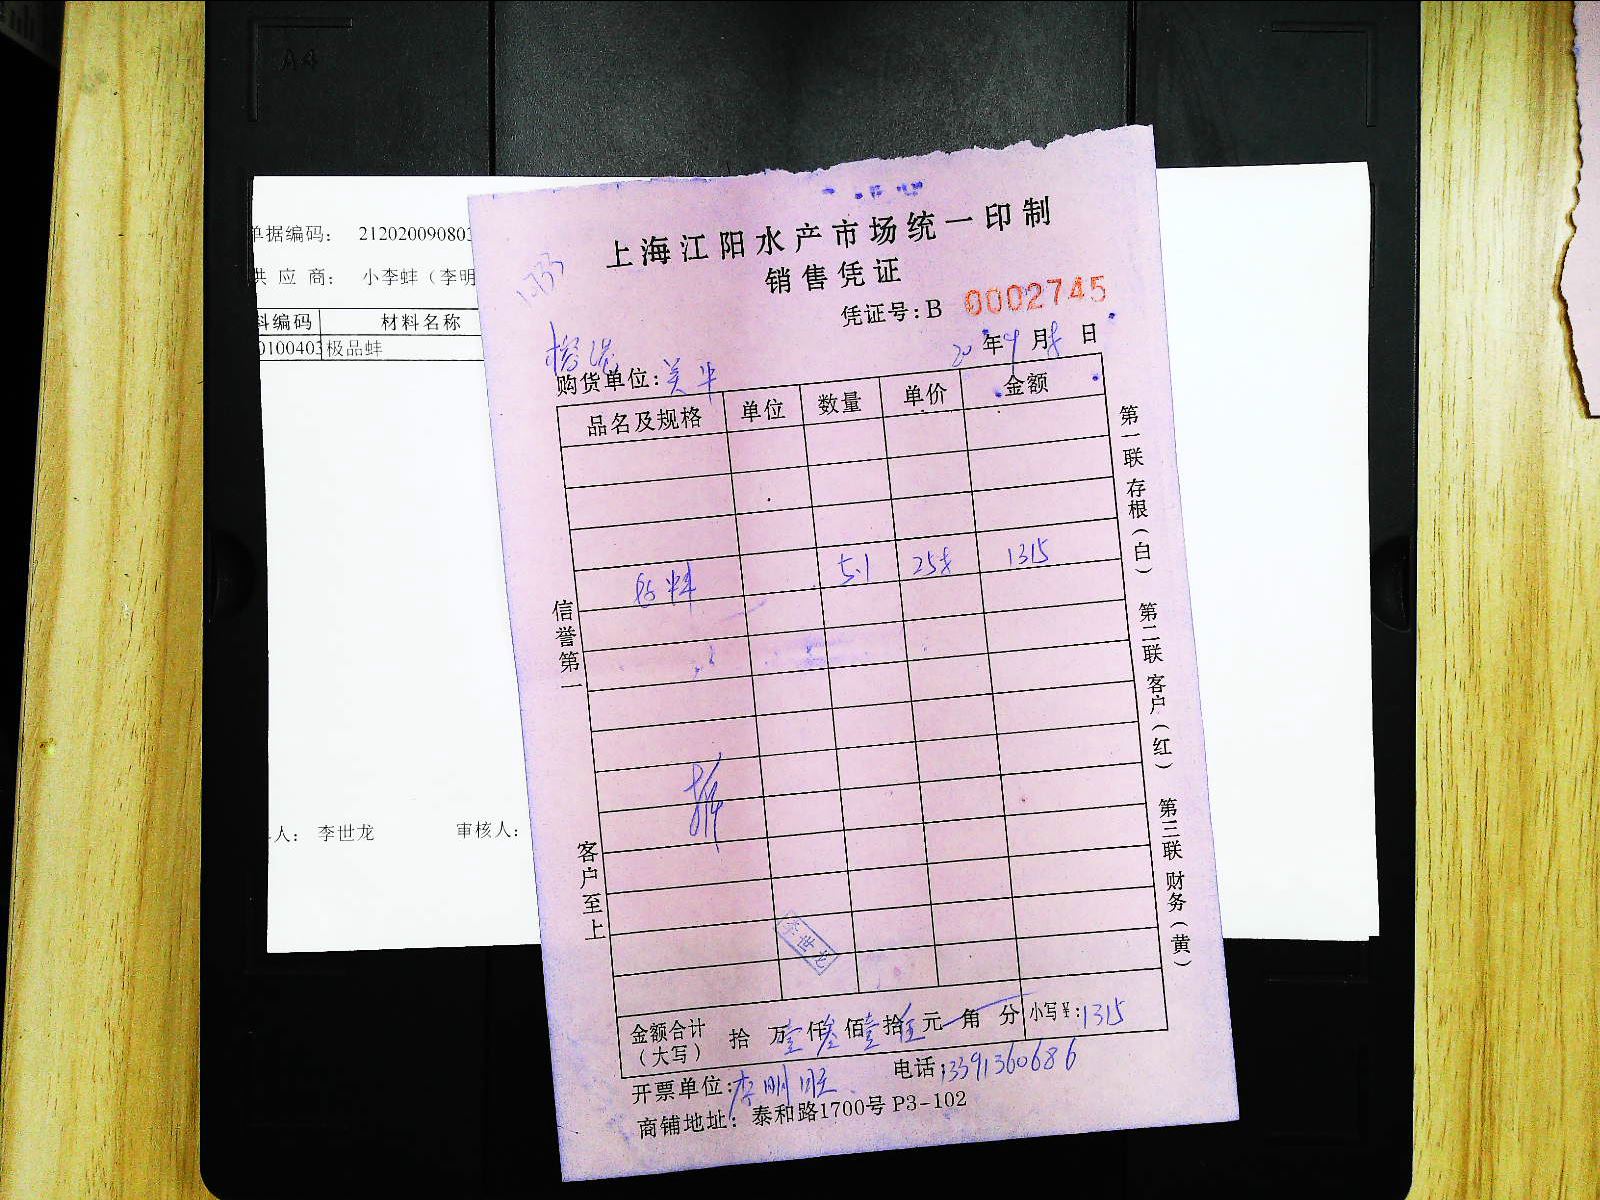 A4
单据编码： 21202009080
供 应 商： 小李蚌（李明
料编码 材料名称
0100403 极品蚌
人： 李世龙 审核人：
上海江阳水产市场统一印制
销售凭证
凭证号：B 0002745
20 年 9 月 8 日
购货单位：
品名及规格 单位 数量 单价 金额
5.1 258 1315
信誉第一
客户至上
第一联 存根（白） 第二联 客户（红） 第三联 财务（黄）
李世龙
金额合计（大写） 拾 万 壹 仟 叁 佰 壹 拾 伍 元 角 分 小写￥：1315
开票单位：李明旺 电话：13391360686
商铺地址：泰和路1700号 P3-102